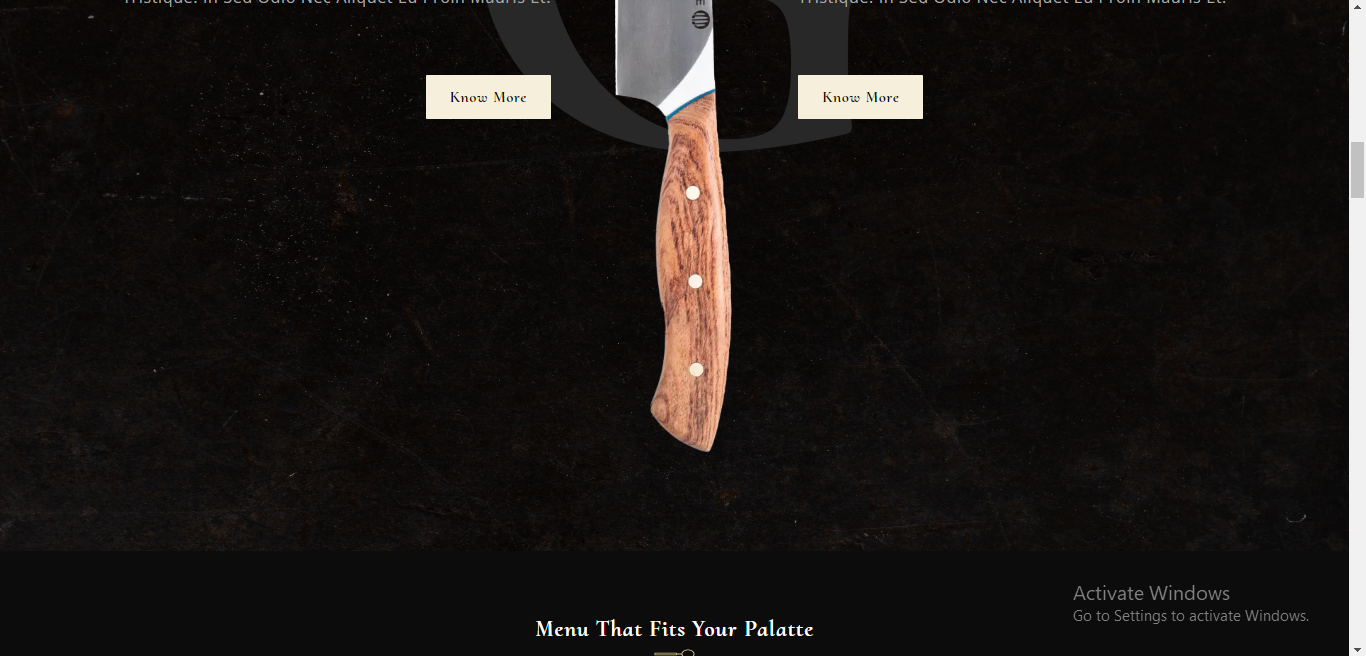 Tristique. In Sed Odio Nec Aliquet Eu Proin Mauris Et.
Tristique. In Sed Odio Nec Aliquet Eu Proin Mauris Et.
G
Know More
Know More
Activate Windows
Go to Settings to activate Windows.
Menu That Fits Your Palatte